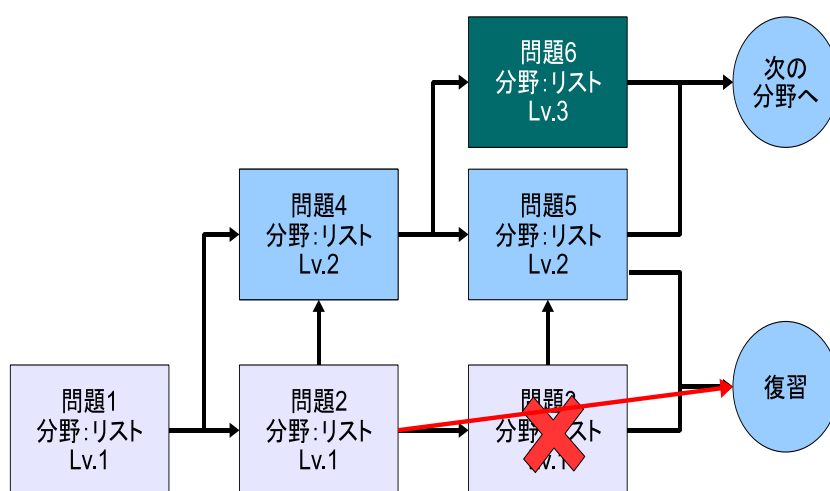 問題6
分野:リスト
Lv.3
次の
分野へ
問題4
分野:リスト
Lv.2
問題5
分野:リスト
Lv.2
問題1
分野:リスト
Lv.1
問題2
分野:リスト
Lv.1
復習